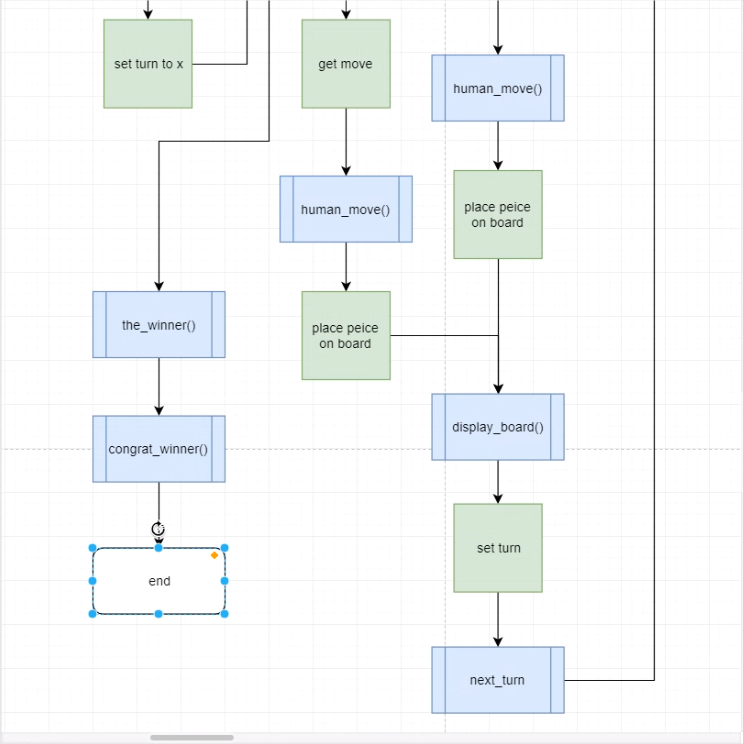 set turn to x
get move
human_move()
human_move()
place peice
on board
the_winner()
place peice
on board
congrat_winner()
display_board()
end
set turn
next_turn